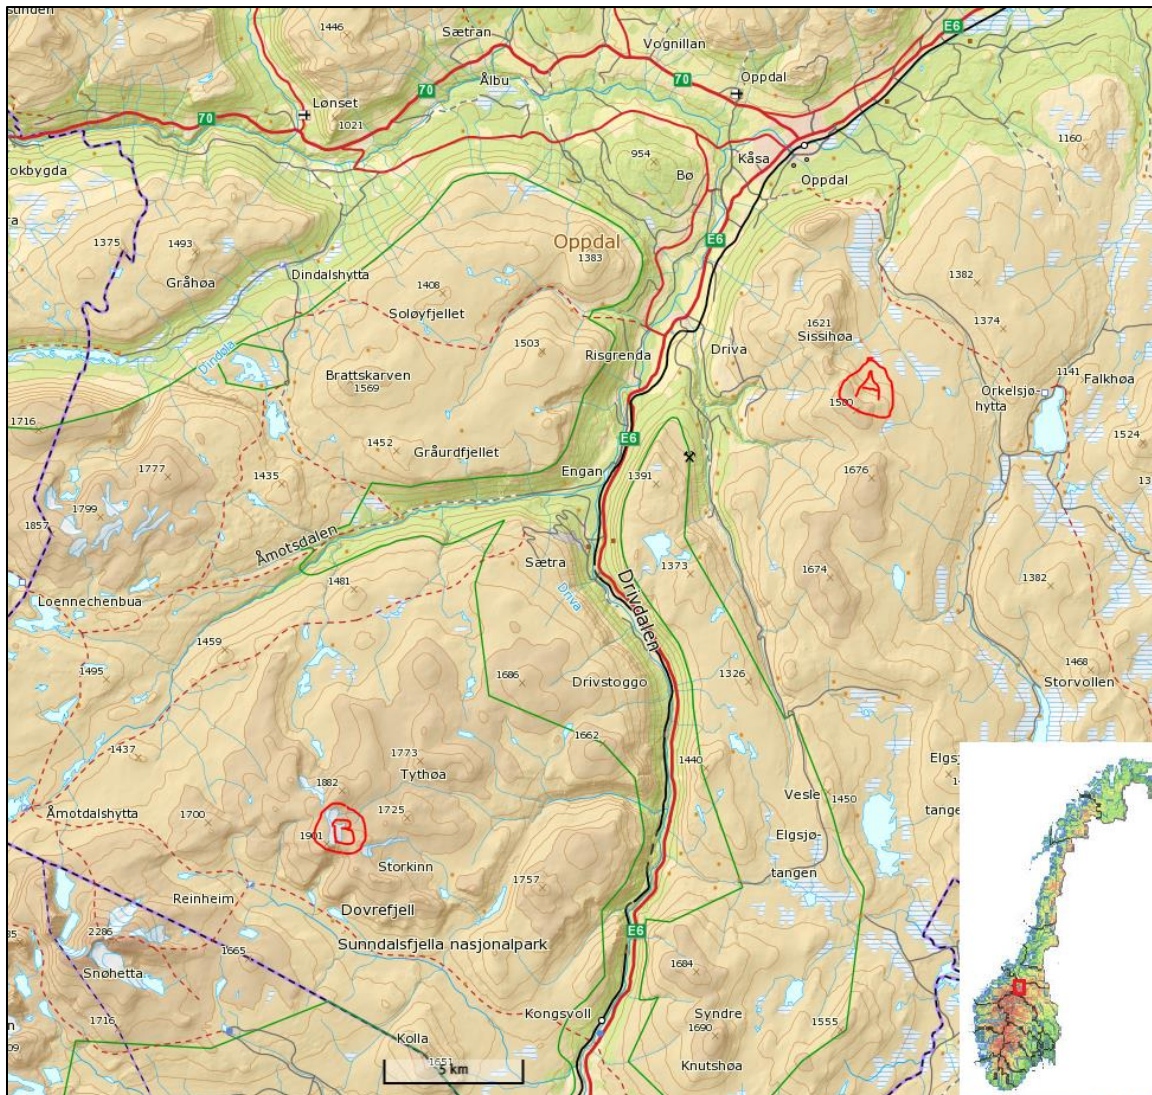 E6
1446
Sætran
Vognillan
70
Oppdal
Ålbu
70
Lønset
70
1021
1160
954
Kåsa
Bø
Oppdal
okbygda
ra
1375
1493
E6
Oppdal
1383
Gråhøa
Dindalshytta
1382
1408
Soløyfjellet
1374
1621
Sissihøa
1503
Risgrenda
Driva
Dindøla
1141
Falkhøa
Brattskarven
1569
A
Orkelsjø-
hytta
1716
1452
Gråurdfjellet
E6
1524
1777
1435
Engan
1391
1676
1799
1857
Åmotsdalen
Sætra
1373
1674
1382
1481
Driva
Drivdalen
Loennechenbua
1459
1495
1686
Drivstoggo
1326
1468
Storvollen
1662
1437
1773
Tythøa
1440
1882
Vesle
1450
Åmotdalshytta
1700
1725
1901
B
Elgsjø-
tangen
Storkinn
1757
Reinheim
Dovrefjell
E6
2286
1665
Sunndalsfjella nasjonalpark
Snøhetta
1684
1716
Kongsvoll
Syndre
1555
1690
Kolla
1651
Knutshøa
5 km